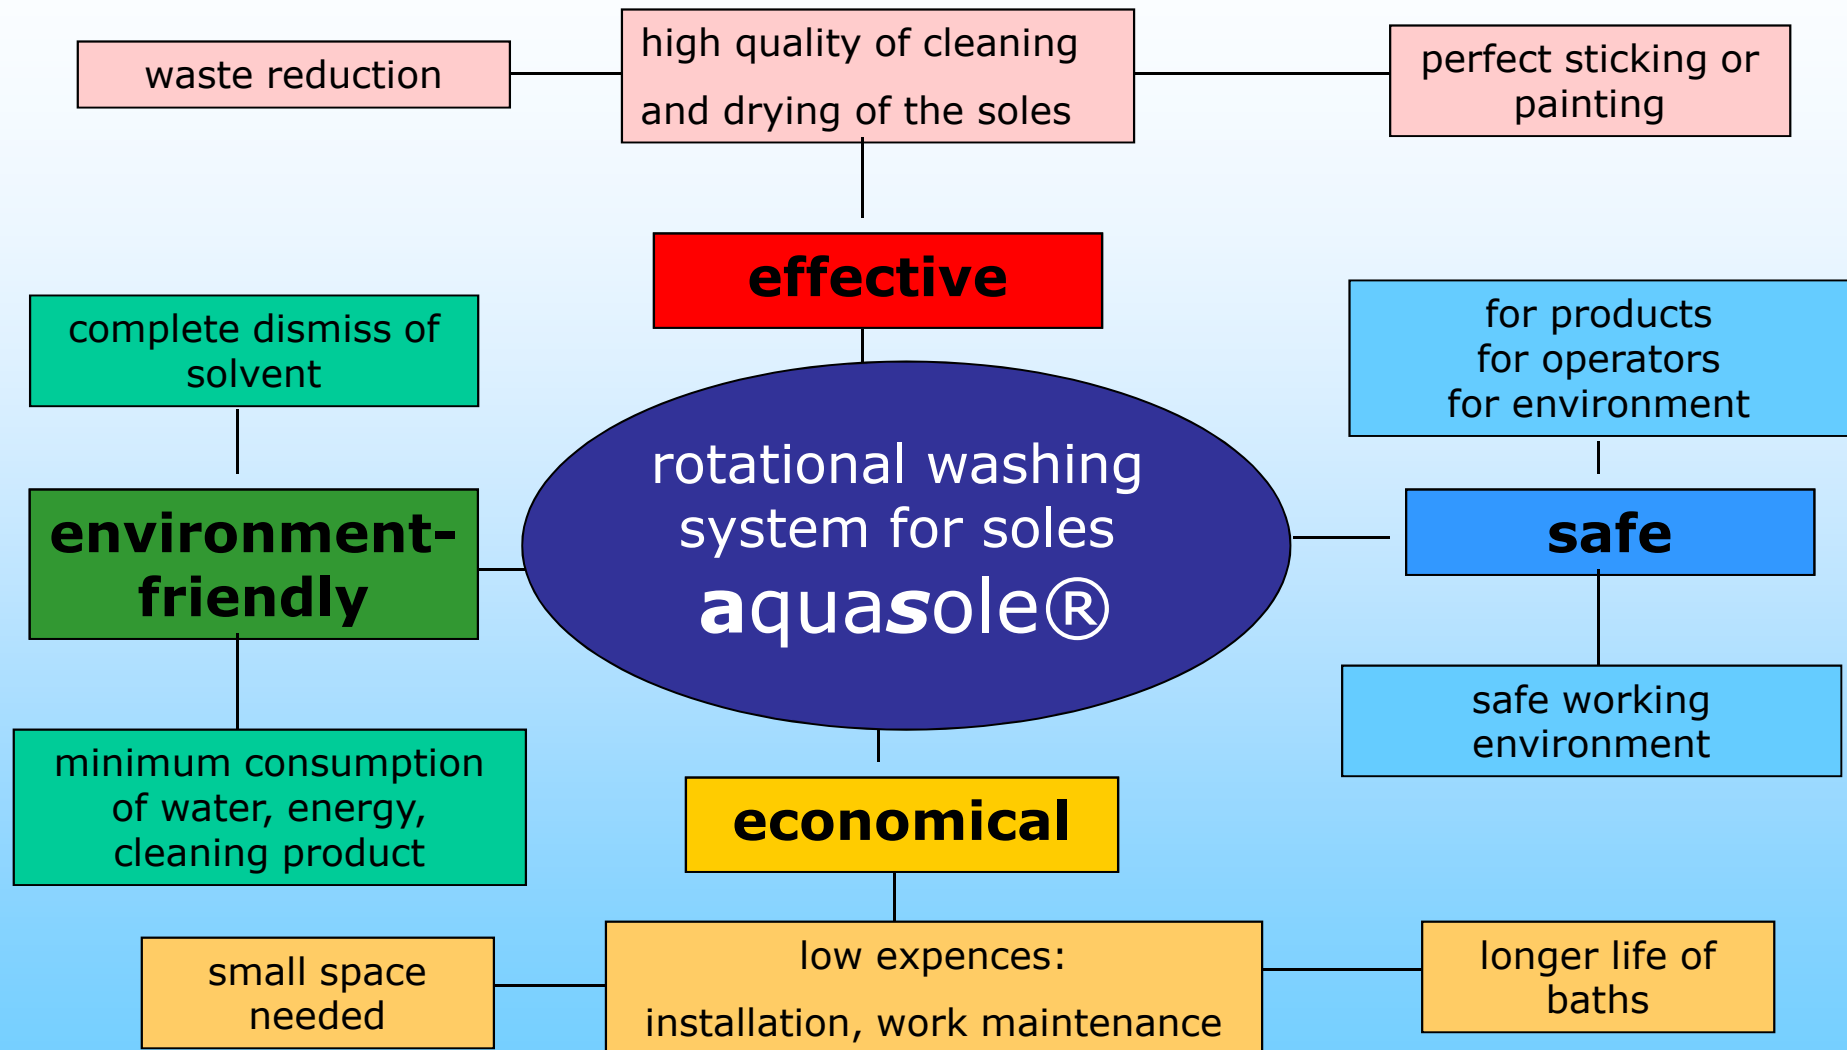 waste reduction
high quality of cleaning
and drying of the soles
perfect sticking or
painting
effective
complete dismiss of
solvent
for products
for operators
for environment
rotational washing
system for soles
aquasole®
environment-
friendly
safe
safe working
environment
minimum consumption
of water, energy,
cleaning product
economical
small space
needed
low expences:
installation, work maintenance
longer life of
baths